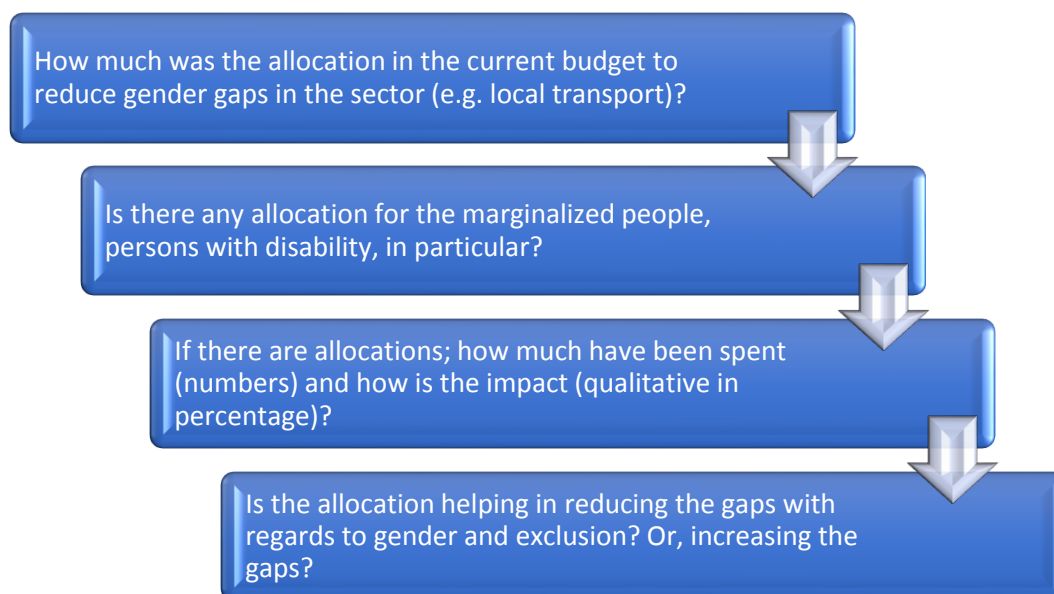 How much was the allocation in the current budget to
reduce gender gaps in the sector (e.g. local transport)?
Is there any allocation for the marginalized people,
persons with disability, in particular?
If there are allocations; how much have been spent
(numbers) and how is the impact (qualitative in
percentage)?
Is the allocation helping in reducing the gaps with
regards to gender and exclusion? Or, increasing the
gaps?